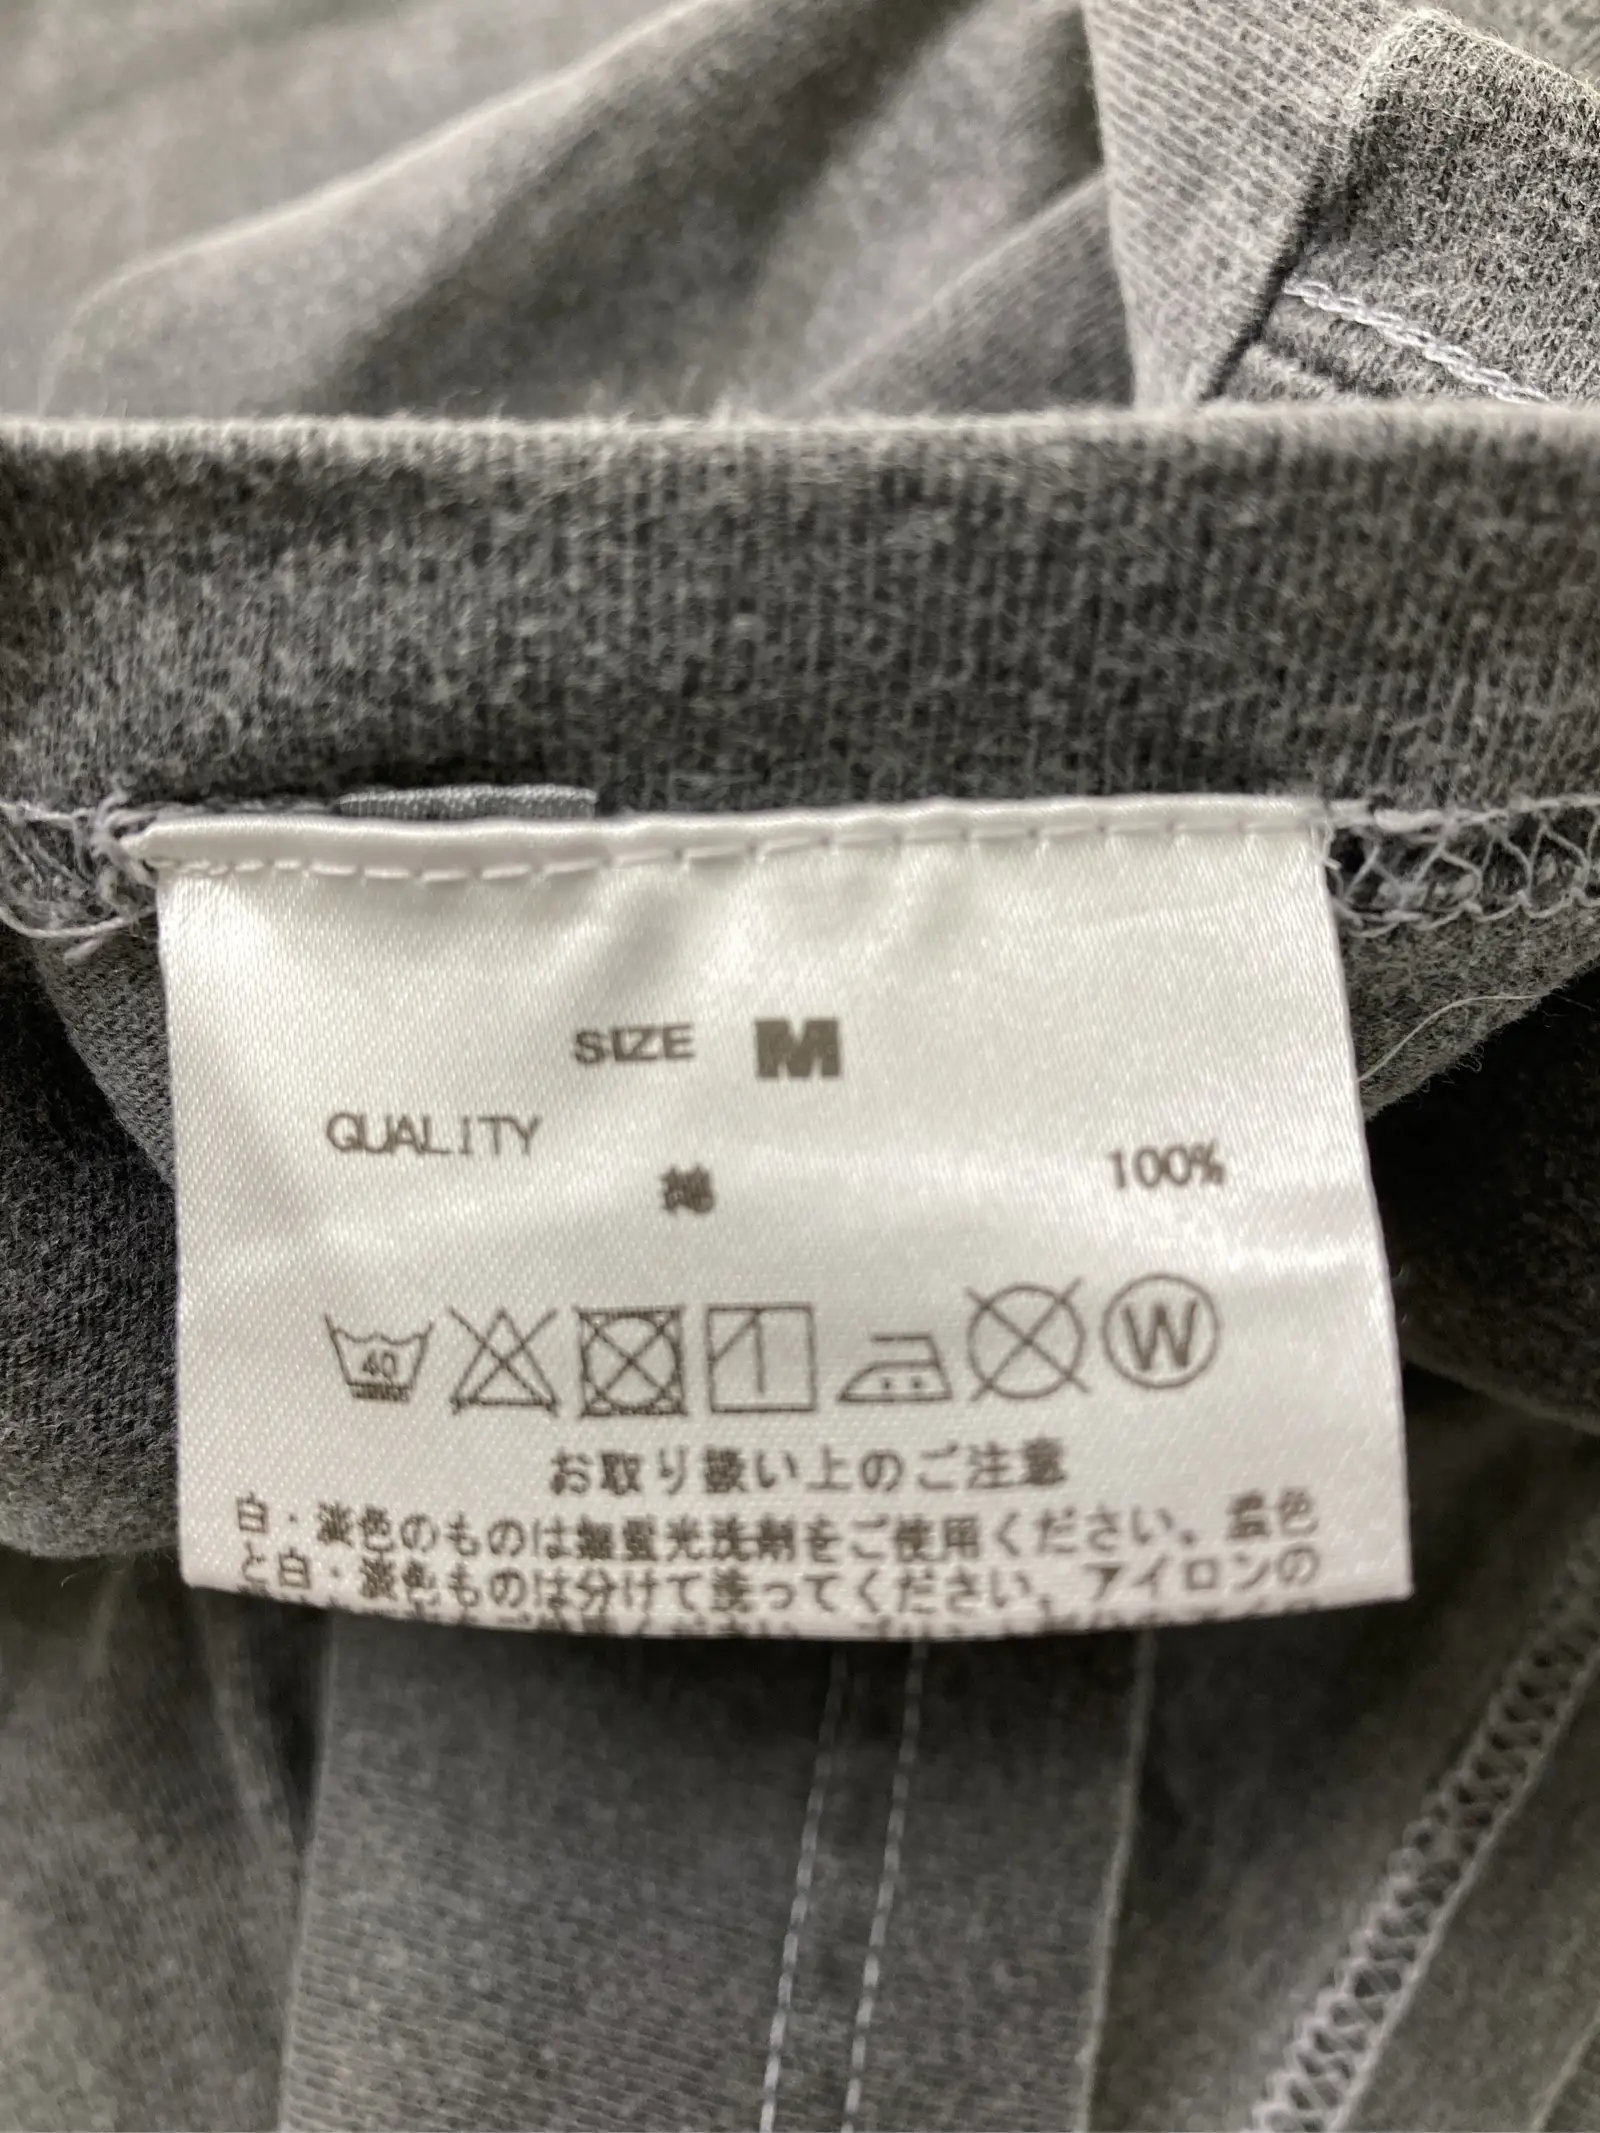 SIZE M
QUALITY
綿 100%
40
W
お取り扱い上のご注意
白・淡色のものは無蛍光洗剤をご使用ください、濃色
と白・淡色ものは分けて洗ってください、アイロンの